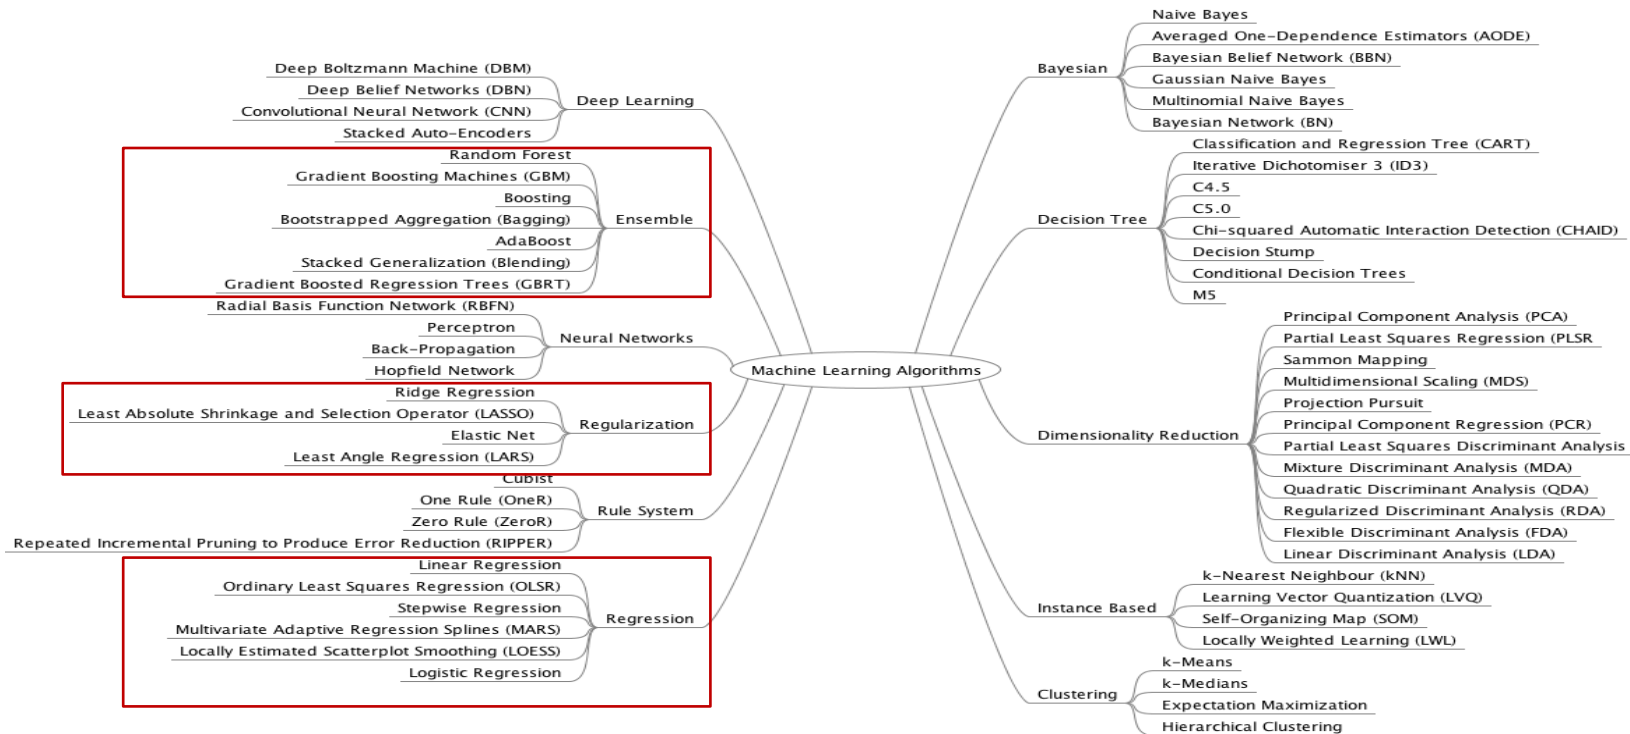 Deep Boltzmann Machine (DBM)
Deep Belief Networks (DBN)
Convolutional Neural Network (CNN)
Stacked Auto-Encoders
Deep Learning
Random Forest
Gradient Boosting Machines (GBM)
Boosting
Bootstrapped Aggregation (Bagging)
AdaBoost
Stacked Generalization (Blending)
Gradient Boosted Regression Trees (GBRT)
Ensemble
Radial Basis Function Network (RBFN)
Perceptron
Back-Propagation
Hopfield Network
Neural Networks
Ridge Regression
Least Absolute Shrinkage and Selection Operator (LASSO)
Elastic Net
Least Angle Regression (LARS)
Regularization
Cubist
One Rule (OneR)
Zero Rule (ZeroR)
Repeated Incremental Pruning to Produce Error Reduction (RIPPER)
Rule System
Linear Regression
Ordinary Least Squares Regression (OLSR)
Stepwise Regression
Multivariate Adaptive Regression Splines (MARS)
Locally Estimated Scatterplot Smoothing (LOESS)
Logistic Regression
Regression
Machine Learning Algorithms
Bayesian
Naive Bayes
Averaged One-Dependence Estimators (AODE)
Bayesian Belief Network (BBN)
Gaussian Naive Bayes
Multinomial Naive Bayes
Bayesian Network (BN)
Decision Tree
Classification and Regression Tree (CART)
Iterative Dichotomiser 3 (ID3)
C4.5
C5.0
Chi-squared Automatic Interaction Detection (CHAID)
Decision Stump
Conditional Decision Trees
M5
Dimensionality Reduction
Principal Component Analysis (PCA)
Partial Least Squares Regression (PLSR
Sammon Mapping
Multidimensional Scaling (MDS)
Projection Pursuit
Principal Component Regression (PCR)
Partial Least Squares Discriminant Analysis
Mixture Discriminant Analysis (MDA)
Quadratic Discriminant Analysis (QDA)
Regularized Discriminant Analysis (RDA)
Flexible Discriminant Analysis (FDA)
Linear Discriminant Analysis (LDA)
Instance Based
k-Nearest Neighbour (kNN)
Learning Vector Quantization (LVQ)
Self-Organizing Map (SOM)
Locally Weighted Learning (LWL)
Clustering
k-Means
k-Medians
Expectation Maximization
Hierarchical Clustering